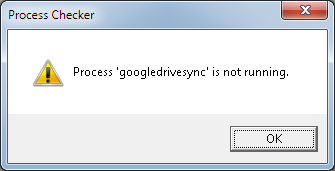 Process Checker
Process 'googledrivesync' is not running.
OK